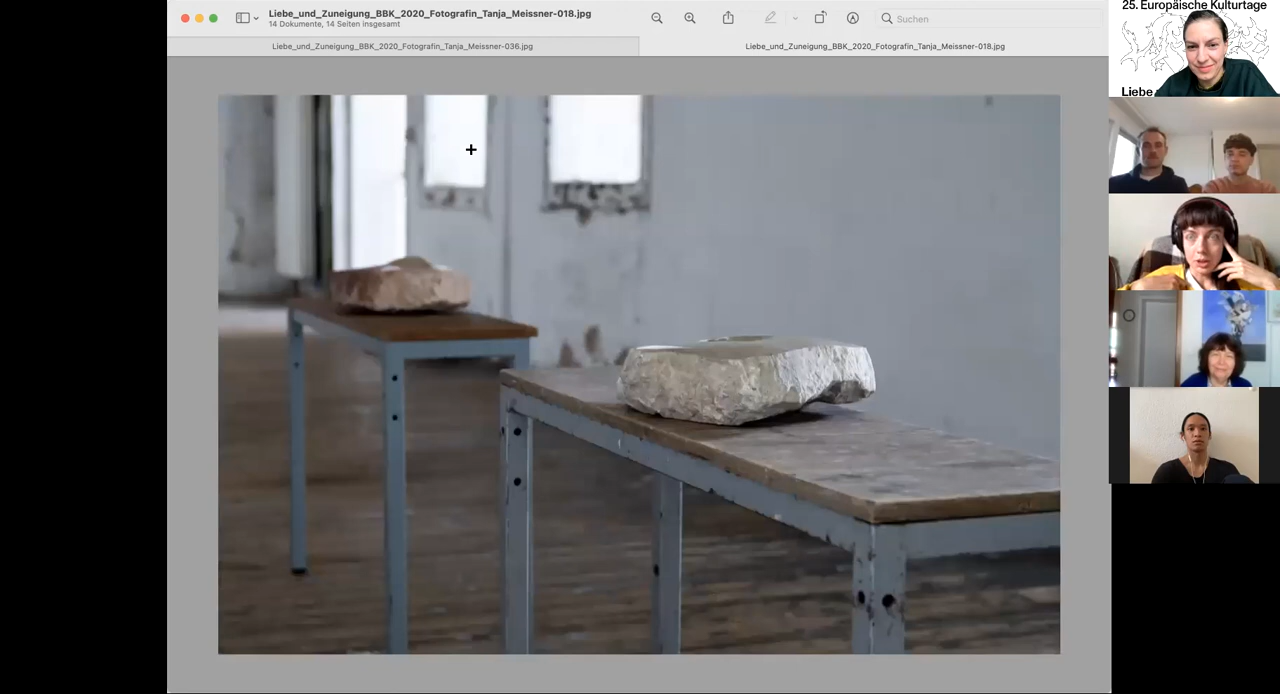 Liebe_und_Zuneigung_BBK_2020_Fotografin_Tanja_Meissner-018.jpg
14 Dokumente, 14 Seiten insgesamt
Suchen
Liebe_und_Zuneigung_BBK_2020_Fotografin_Tanja_Meissner-036.jpg
Liebe_und_Zuneigung_BBK_2020_Fotografin_Tanja_Meissner-018.jpg
25. Europäische Kulturtage
Liebe